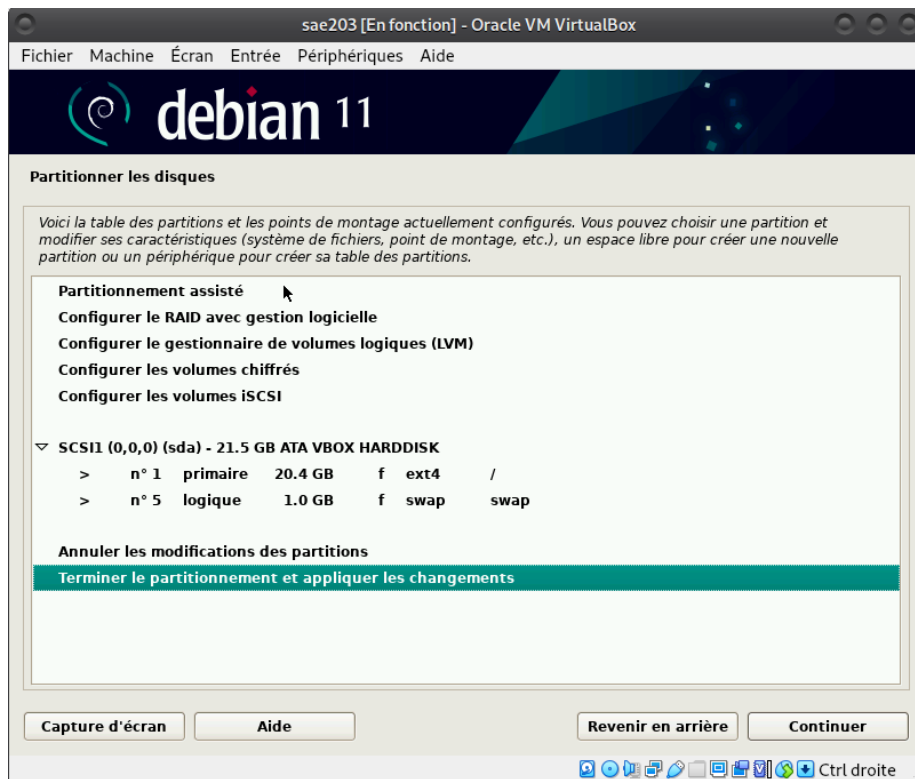 sae203 [En fonction] - Oracle VM VirtualBox
Fichier Machine Écran Entrée Périphériques Aide
debian 11
Partitionner les disques
Voici la table des partitions et les points de montage actuellement configurés. Vous pouvez choisir une partition et
modifier ses caractéristiques (système de fichiers, point de montage, etc.), un espace libre pour créer une nouvelle
partition ou un périphérique pour créer sa table des partitions.
Partitionnement assisté
Configurer le RAID avec gestion logicielle
Configurer le gestionnaire de volumes logiques (LVM)
Configurer les volumes chiffrés
Configurer les volumes iSCSI
SCSI1 (0,0,0) (sda) - 21.5 GB ATA VBOX HARDDISK
> n° 1 primaire 20.4 GB f ext4 /
> n° 5 logique 1.0 GB f swap swap
Annuler les modifications des partitions
Terminer le partitionnement et appliquer les changements
Capture d'écran Aide Revenir en arrière Continuer
Ctrl droite